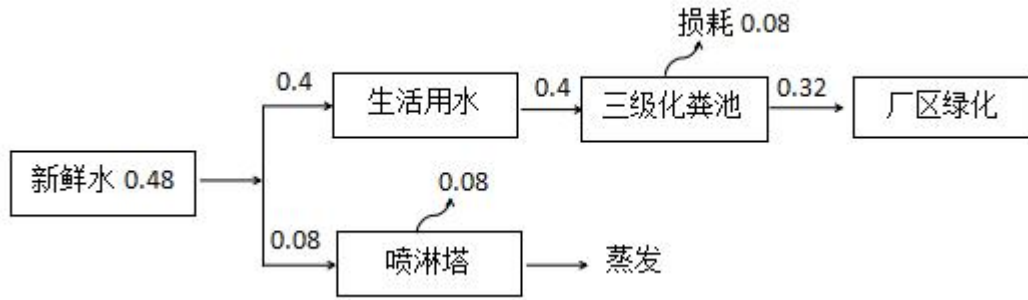 损耗 0.08
0.4
生活用水
0.4
三级化粪池
0.32
厂区绿化
新鲜水 0.48
0.08
0.08
喷淋塔
蒸发